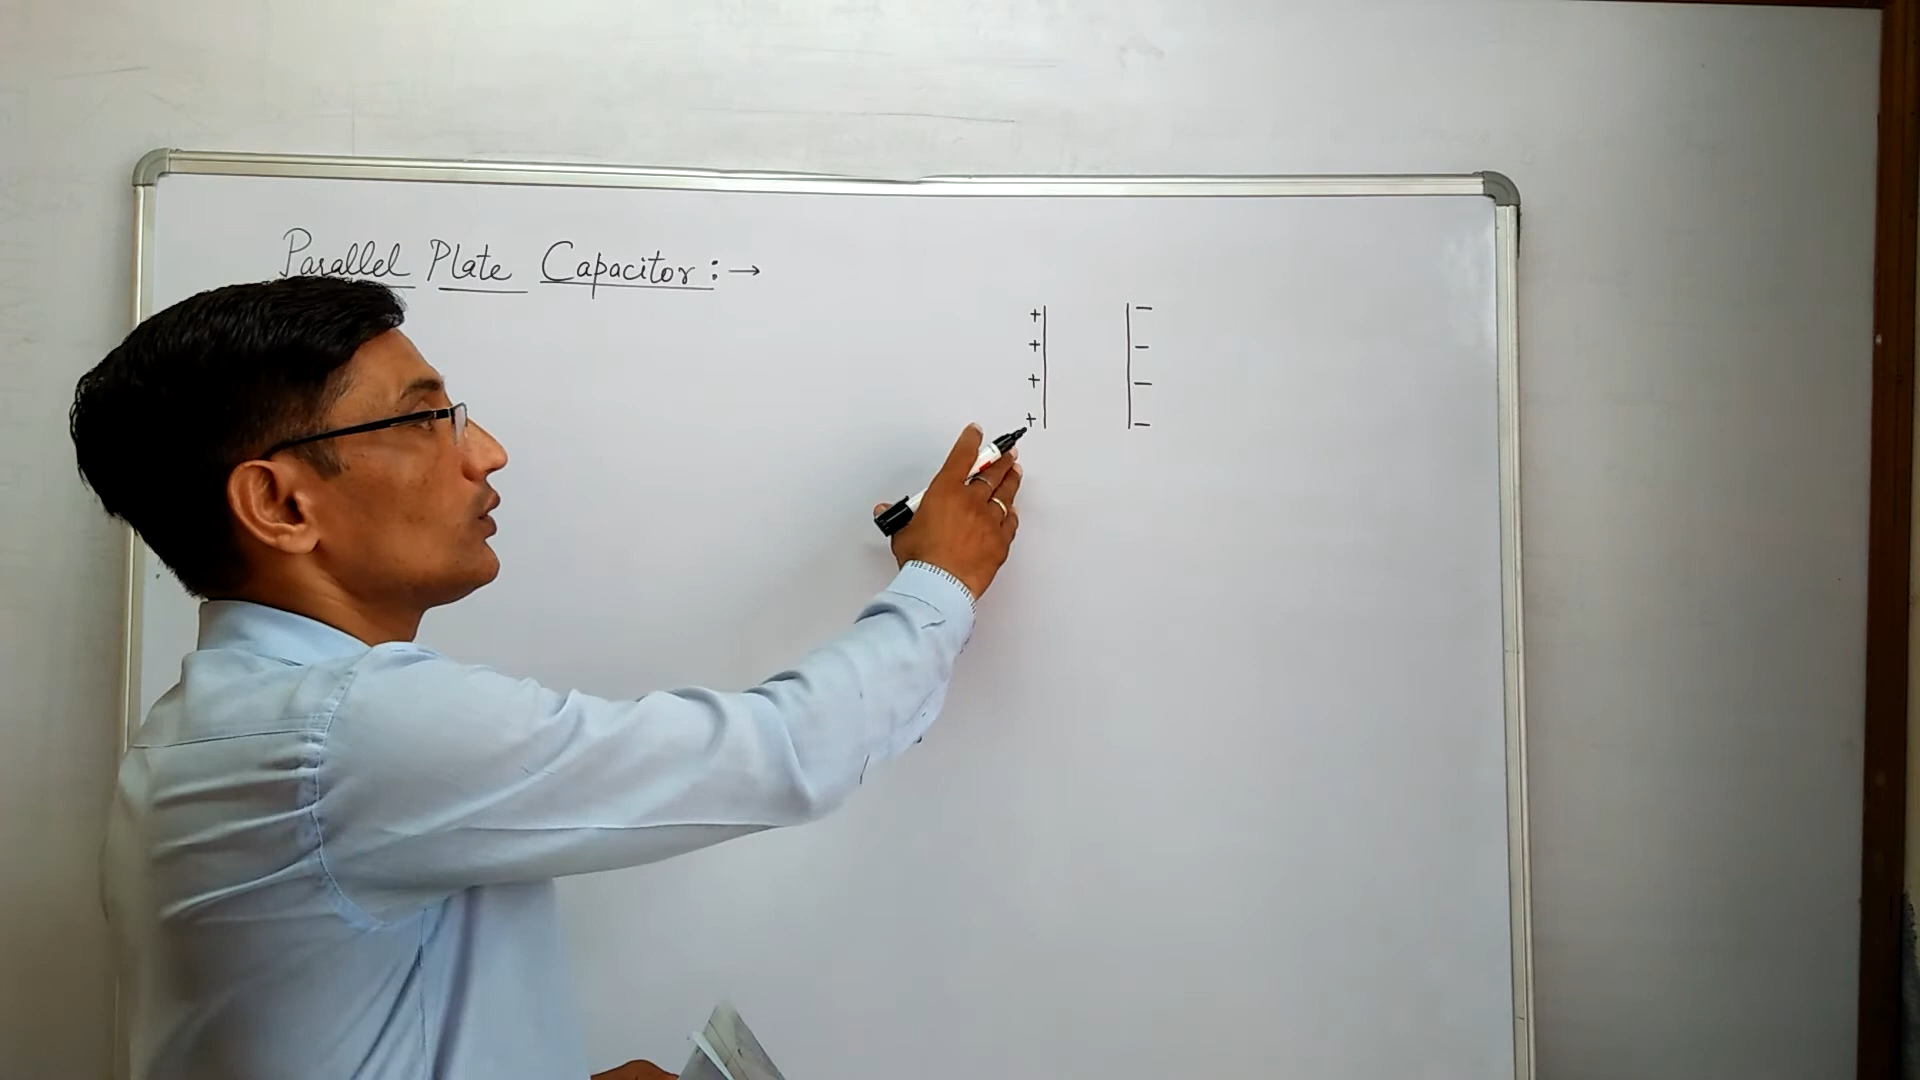 Parallel Plate Capacitor :→
+ –
+ –
+ –
+ –